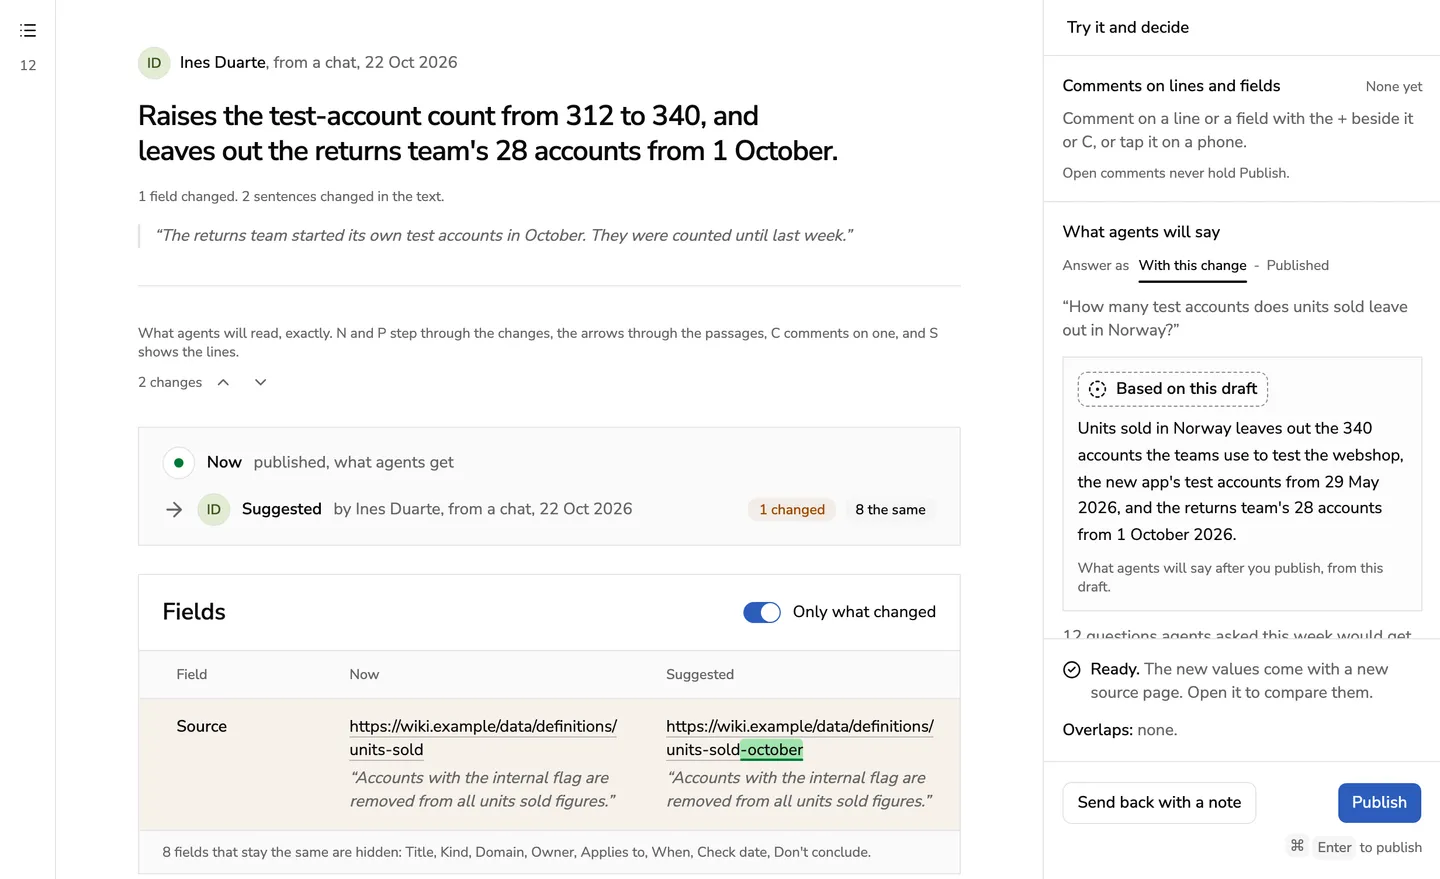 12
ID Ines Duarte, from a chat, 22 Oct 2026
Raises the test-account count from 312 to 340, and
leaves out the returns team's 28 accounts from 1 October.
1 field changed. 2 sentences changed in the text.
“The returns team started its own test accounts in October. They were counted until last week.”
What agents will read, exactly. N and P step through the changes, the arrows through the passages, C comments on one, and S
shows the lines.
2 changes
Now published, what agents get
ID Suggested by Ines Duarte, from a chat, 22 Oct 2026 1 changed 8 the same
Fields Only what changed
Field Now Suggested
Source https://wiki.example/data/definitions/ https://wiki.example/data/definitions/
units-sold units-sold-october
“Accounts with the internal flag are “Accounts with the internal flag are
removed from all units sold figures.” removed from all units sold figures.”
8 fields that stay the same are hidden: Title, Kind, Domain, Owner, Applies to, When, Check date, Don't conclude.
Try it and decide
Comments on lines and fields None yet
Comment on a line or a field with the + beside it
or C, or tap it on a phone.
Open comments never hold Publish.
What agents will say
Answer as With this change - Published
“How many test accounts does units sold leave
out in Norway?”
Based on this draft
Units sold in Norway leaves out the 340
accounts the teams use to test the webshop,
the new app's test accounts from 29 May
2026, and the returns team's 28 accounts
from 1 October 2026.
What agents will say after you publish, from this
draft.
12 questions agents asked this week would get
Ready. The new values come with a new
source page. Open it to compare them.
Overlaps: none.
Send back with a note Publish
⌘ Enter to publish